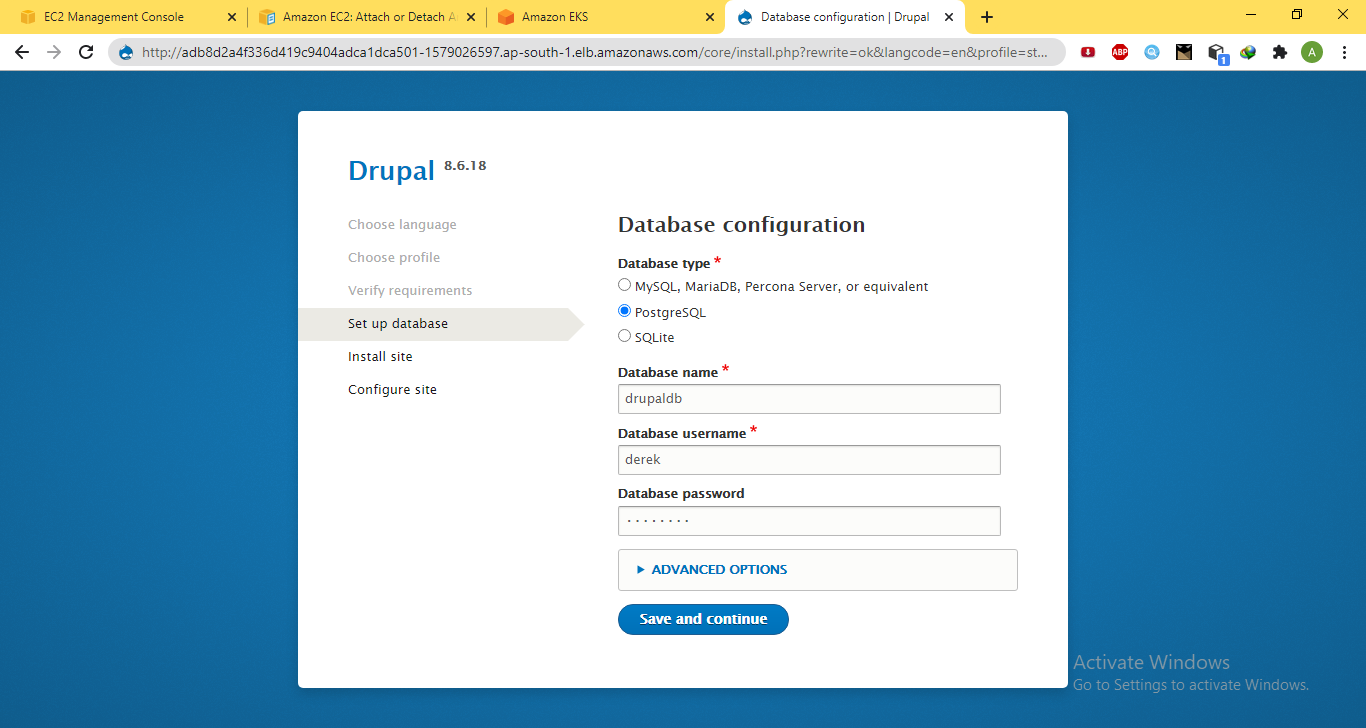 EC2 Management Console
Amazon EC2: Attach or Detach A
Amazon EKS
Database configuration | Drupal
http://adb8d2a4f336d419c9404adca1dca501-1579026597.ap-south-1.elb.amazonaws.com/core/install.php?rewrite=ok&langcode=en&profile=st...
ABP
1
A
Drupal 8.6.18
Choose language
Choose profile
Verify requirements
Set up database
Install site
Configure site
Database configuration
Database type *
MySQL, MariaDB, Percona Server, or equivalent
PostgreSQL
SQLite
Database name *
drupaldb
Database username *
derek
Database password
········
ADVANCED OPTIONS
Save and continue
Activate Windows
Go to Settings to activate Windows.